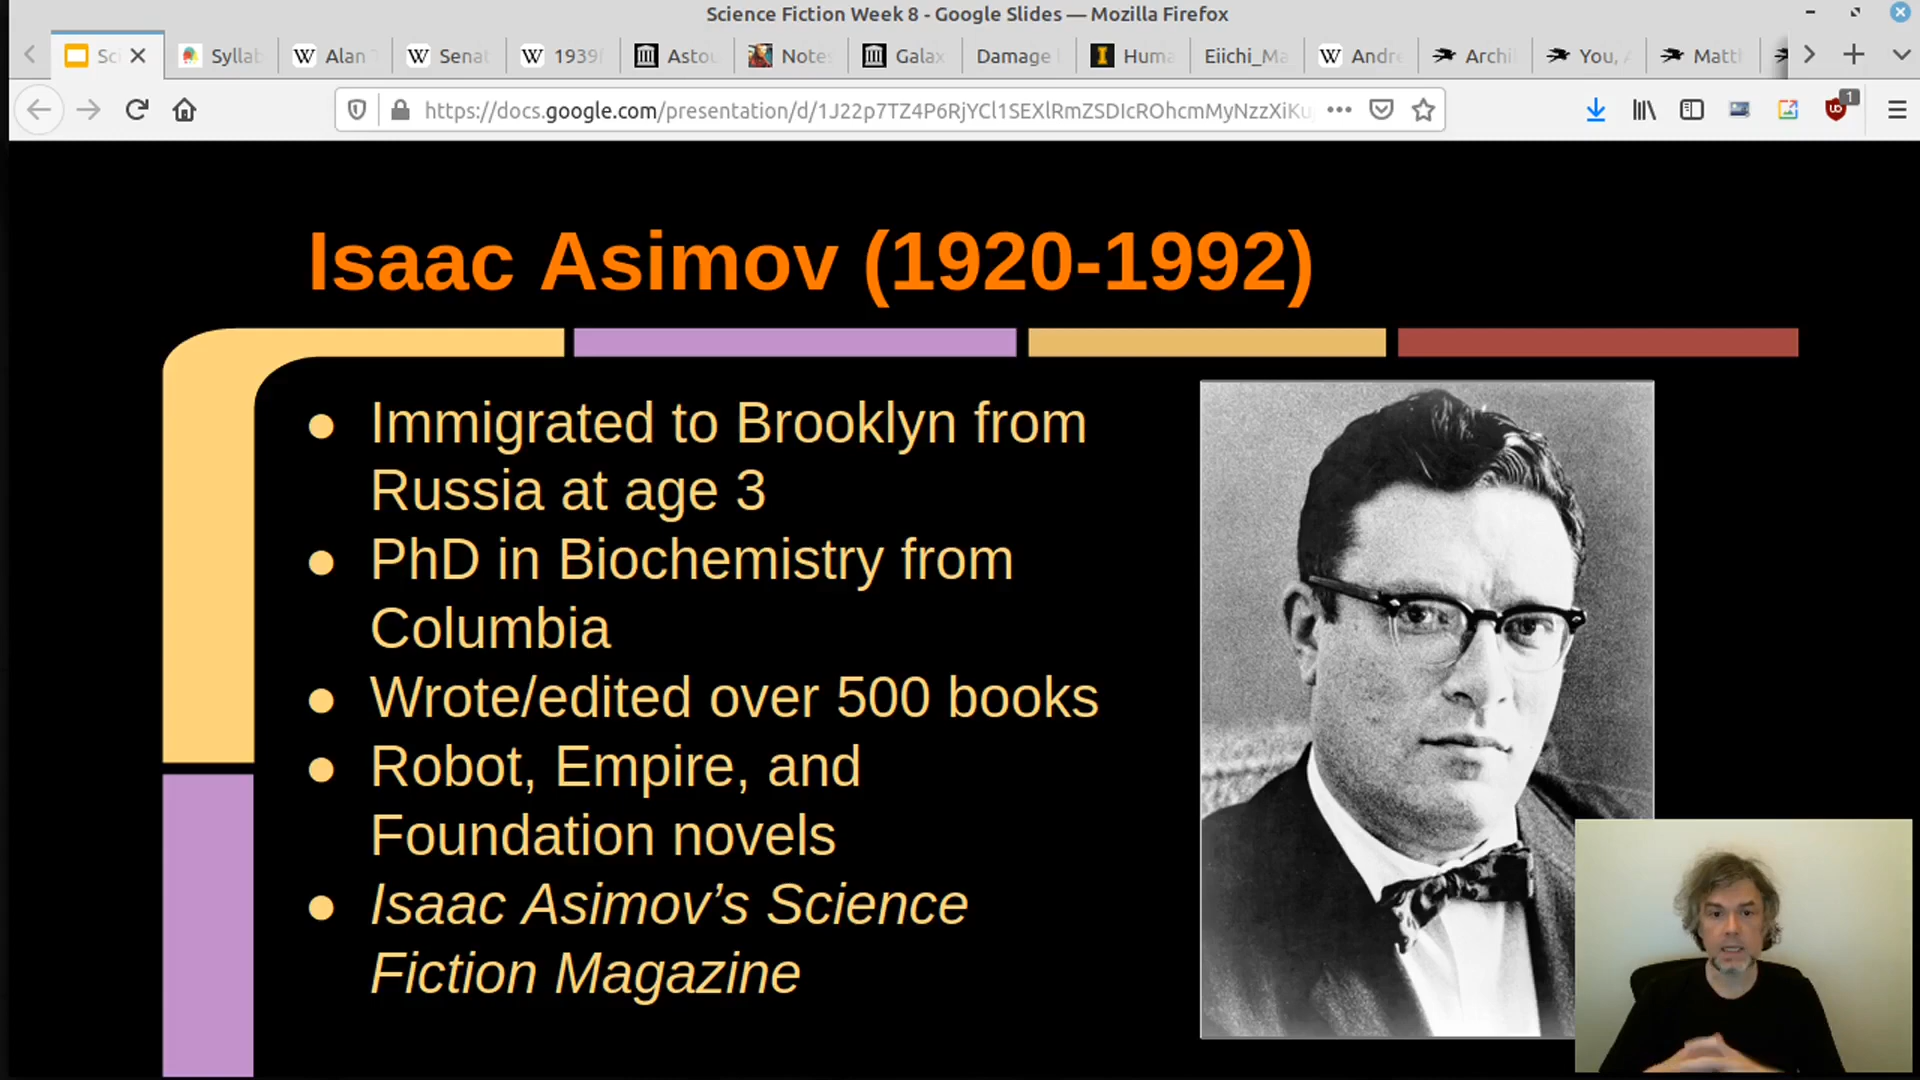 Science Fiction Week 8 - Google Slides — Mozilla Firefox
Sci Syllab Alan Senat 1939 Astou Notes Galax Damage Huma Eiichi_Ma Andre Archi You, Matth
https://docs.google.com/presentation/d/1J22p7TZ4P6RjYCl1SEXlRmZSDIcROhcmMyNzzXiKu
1
Isaac Asimov (1920-1992)
● Immigrated to Brooklyn from
Russia at age 3
● PhD in Biochemistry from
Columbia
● Wrote/edited over 500 books
● Robot, Empire, and
Foundation novels
● Isaac Asimov’s Science
Fiction Magazine